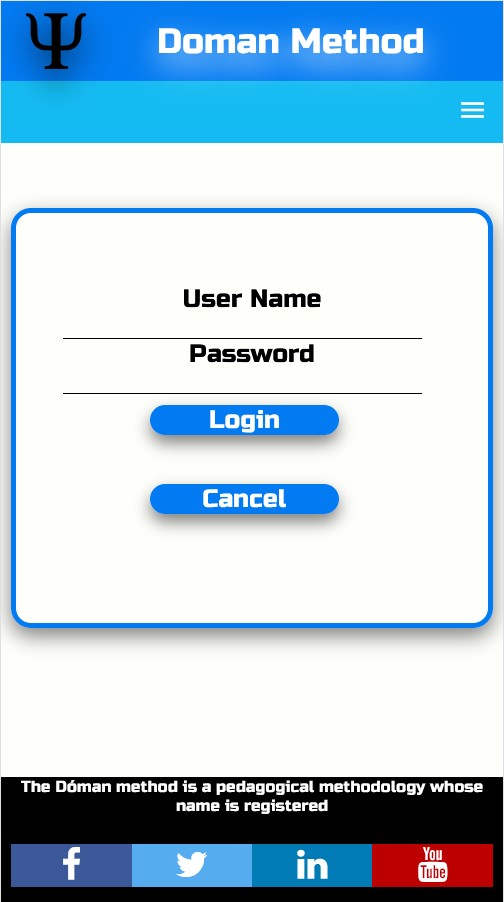 Ψ
Doman Method
User Name
Password
Login
Cancel
The Dóman method is a pedagogical methodology whose
name is registered
f
in
You
Tube